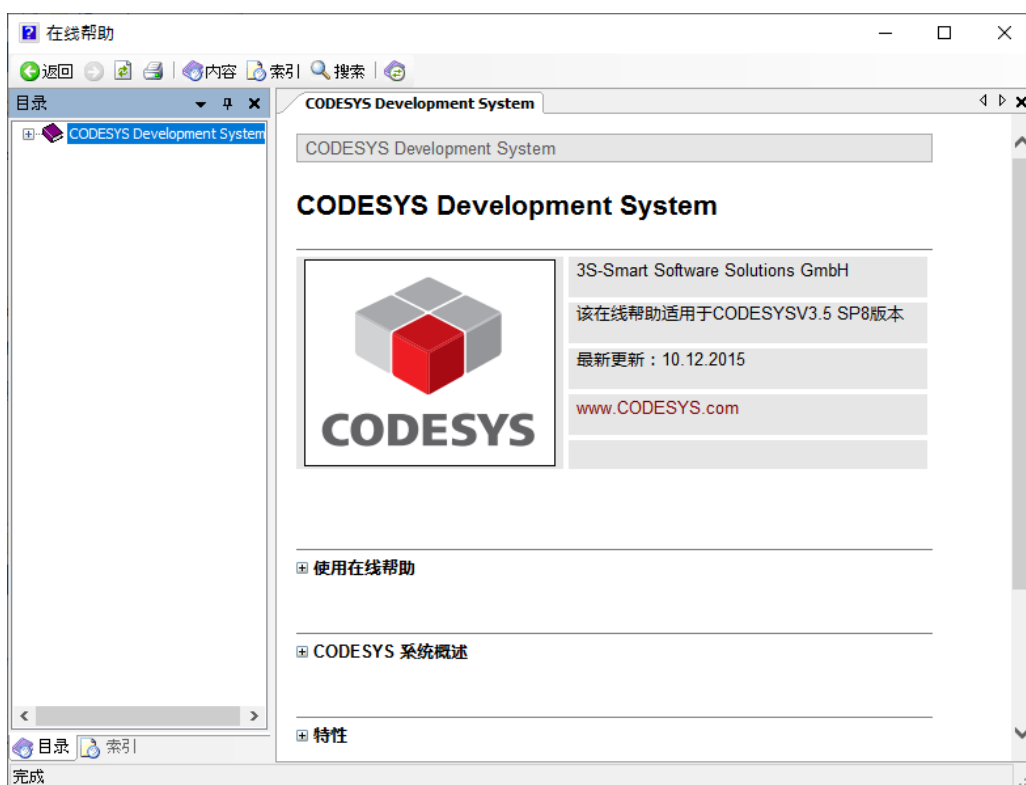 在线帮助
返回 内容 索引 搜索
目录
CODESYS Development System
CODESYS Development System
CODESYS Development System
CODESYS Development System
CODESYS
3S-Smart Software Solutions GmbH
该在线帮助适用于CODESYSV3.5 SP8版本
最新更新：10.12.2015
www.CODESYS.com
使用在线帮助
CODESYS 系统概述
特性
目录 索引
完成